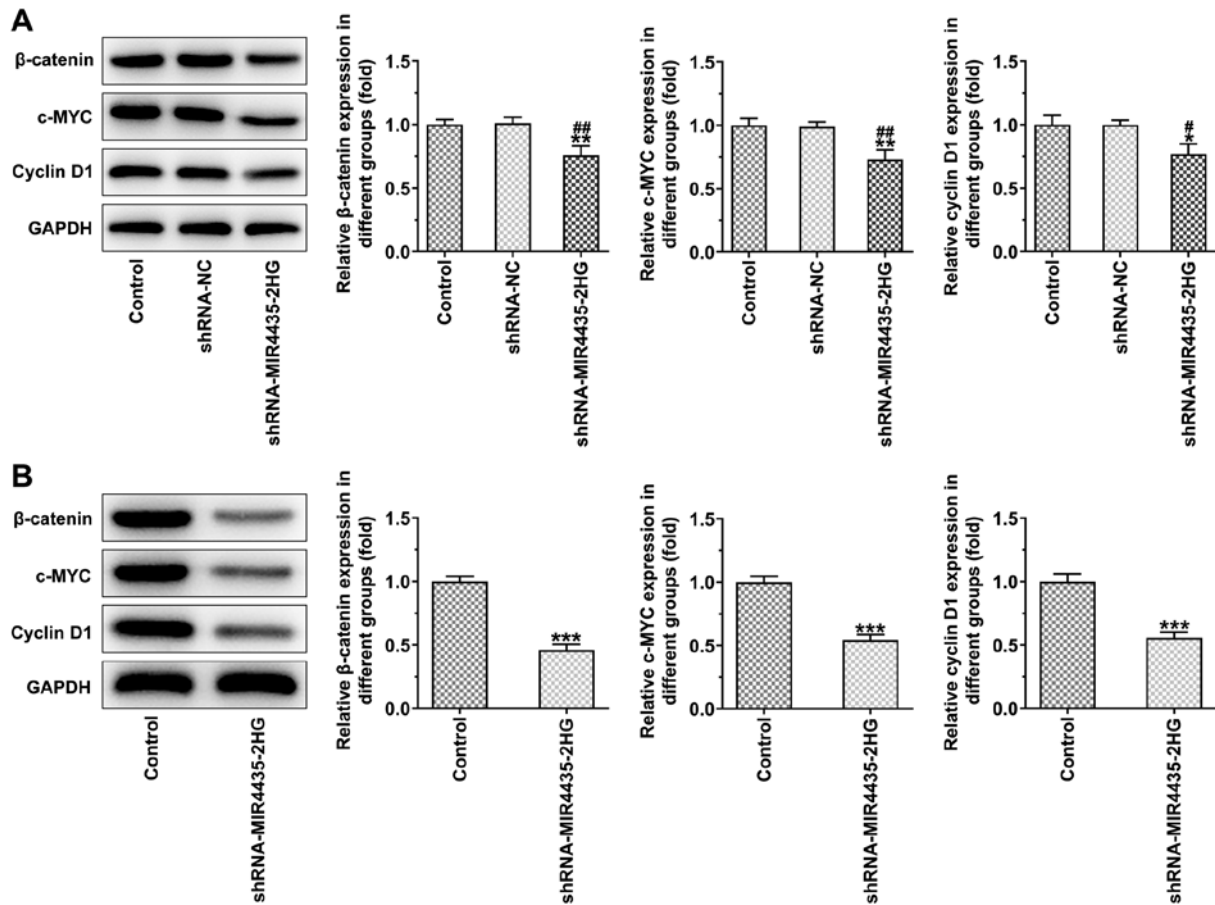 A
β-catenin
c-MYC
Cyclin D1
GAPDH
Control
shRNA-NC
shRNA-MIR4435-2HG
Relative β-catenin expression in
different groups (fold)
1.5
1.0
0.5
0.0
##
**
Control
shRNA-NC
shRNA-MIR4435-2HG
Relative c-MYC expression in
different groups (fold)
1.5
1.0
0.5
0.0
##
**
Control
shRNA-NC
shRNA-MIR4435-2HG
Relative cyclin D1 expression in
different groups (fold)
1.5
1.0
0.5
0.0
#
*
Control
shRNA-NC
shRNA-MIR4435-2HG
B
β-catenin
c-MYC
Cyclin D1
GAPDH
Control
shRNA-MIR4435-2HG
Relative β-catenin expression in
different groups (fold)
1.5
1.0
0.5
0.0
***
Control
shRNA-MIR4435-2HG
Relative c-MYC expression in
different groups (fold)
1.5
1.0
0.5
0.0
***
Control
shRNA-MIR4435-2HG
Relative cyclin D1 expression in
different groups (fold)
1.5
1.0
0.5
0.0
***
Control
shRNA-MIR4435-2HG